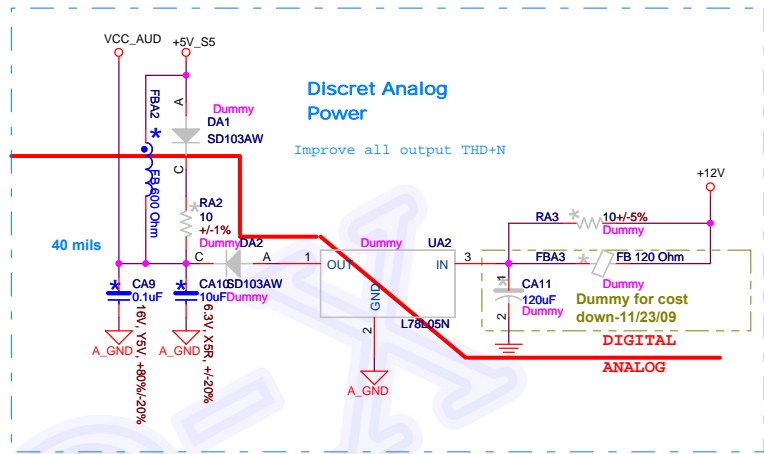 VCC_AUD
+5V_S5
FBA2
*
FB 600 Ohm
A
Dummy
DA1
SD103AW
C
Discret Analog
Power
Improve all output THD+N
+12V
*
RA2
10
+/-1%
Dummy
40 mils
C
DA2
A
SD103AW
1
OUT
Dummy
UA2
IN
3
GND
2
L78L05N
A_GND
RA3
*
10+/-5%
Dummy
FBA3
*
FB 120 Ohm
Dummy
*
CA9
0.1uF
16V, Y5V, +80%/-20%
A_GND
*
CA10
10uF
Dummy
6.3V, X5R, +/-20%
A_GND
1
*
CA11
120uF
Dummy
2
Dummy for cost
down-11/23/09
DIGITAL
ANALOG